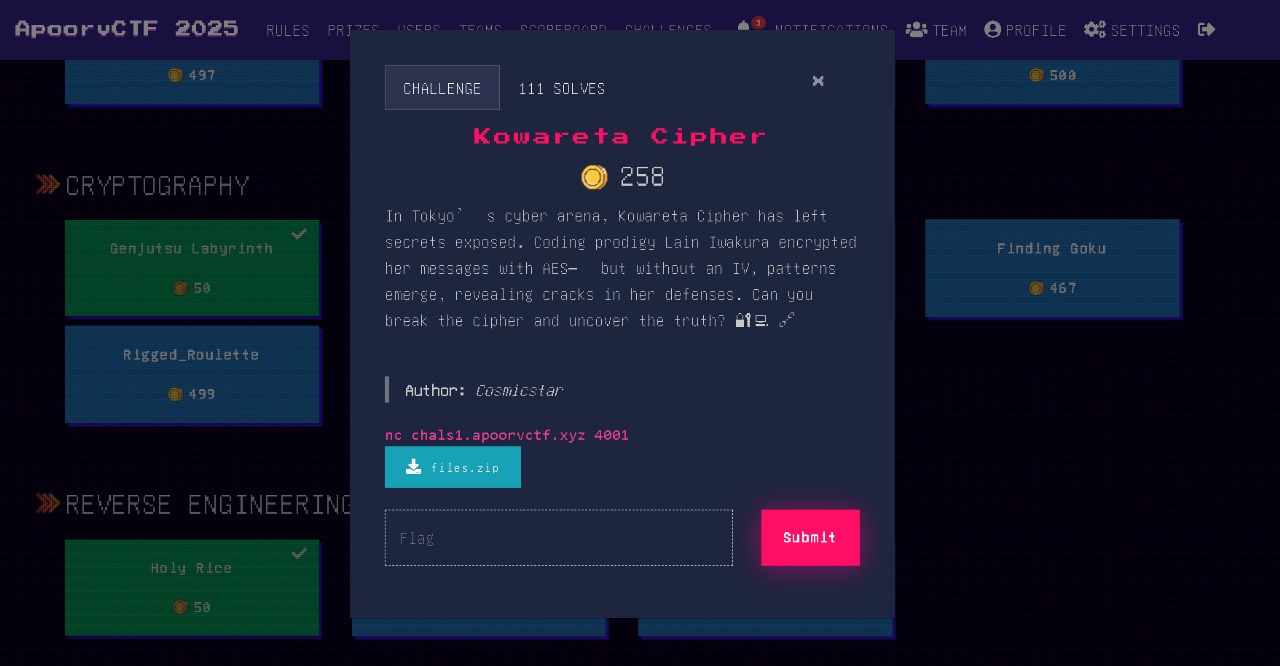 ApoorvCTF 2025 RULES PRIZES USERS TEAMS SCOREBOARD CHALLENGES 3 NOTIFICATIONS TEAM PROFILE SETTINGS
497
500
CHALLENGE 111 SOLVES ×
Kowareta Cipher
258
In Tokyo’ s cyber arena, Kowareta Cipher has left
secrets exposed. Coding prodigy Lain Iwakura encrypted
her messages with AES— but without an IV, patterns
emerge, revealing cracks in her defenses. Can you
break the cipher and uncover the truth? 🔐💻 🔗
Author: Cosmicstar
nc chals1.apoorvctf.xyz 4001
files.zip
Flag
Submit
CRYPTOGRAPHY
Genjutsu Labyrinth
50
Finding Goku
467
Rigged_Roulette
499
REVERSE ENGINEERING
Holy Rice
50